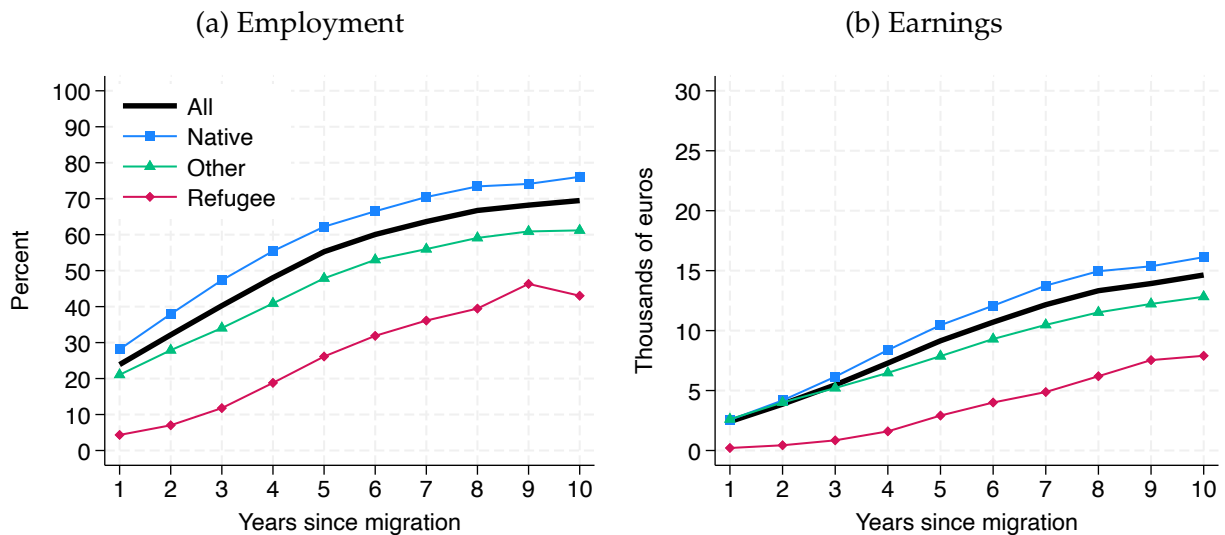 (a) Employment
100
90
80
70
60
50
40
30
20
10
0
Percent
All
Native
Other
Refugee
1 2 3 4 5 6 7 8 9 10
Years since migration
(b) Earnings
30
25
20
15
10
5
0
Thousands of euros
1 2 3 4 5 6 7 8 9 10
Years since migration